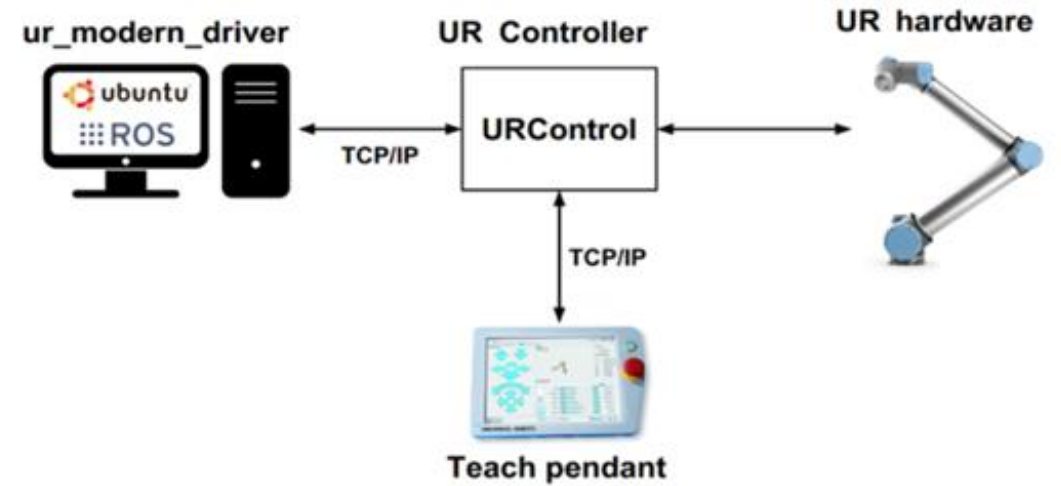 ur_modern_driver
UR Controller
UR hardware
ubuntu
ROS
URControl
TCP/IP
TCP/IP
Teach pendant